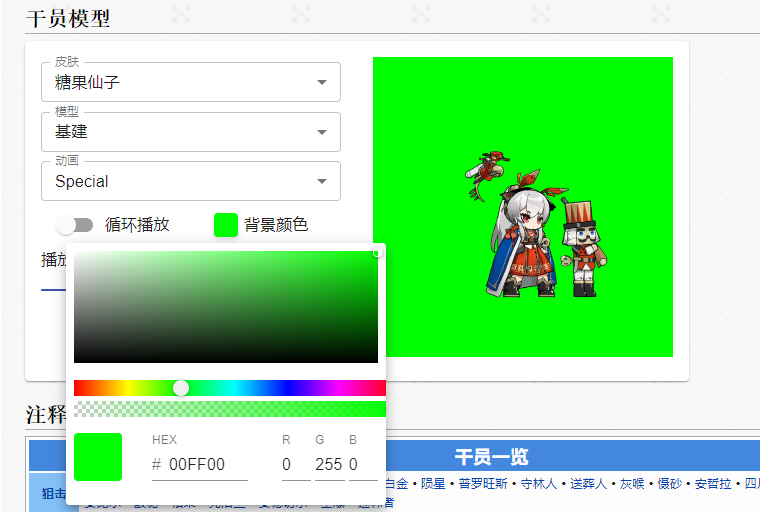 干员模型
皮肤
糖果仙子
模型
基建
动画
Special
循环播放
背景颜色
播放
HEX
R
G
B
# 00FF00
0
255
0
注释
干员一览
狙击
白金 • 陨星 • 普罗旺斯 • 守林人 • 送葬人 • 灰喉 • 慑砂 • 安哲拉 • 四月